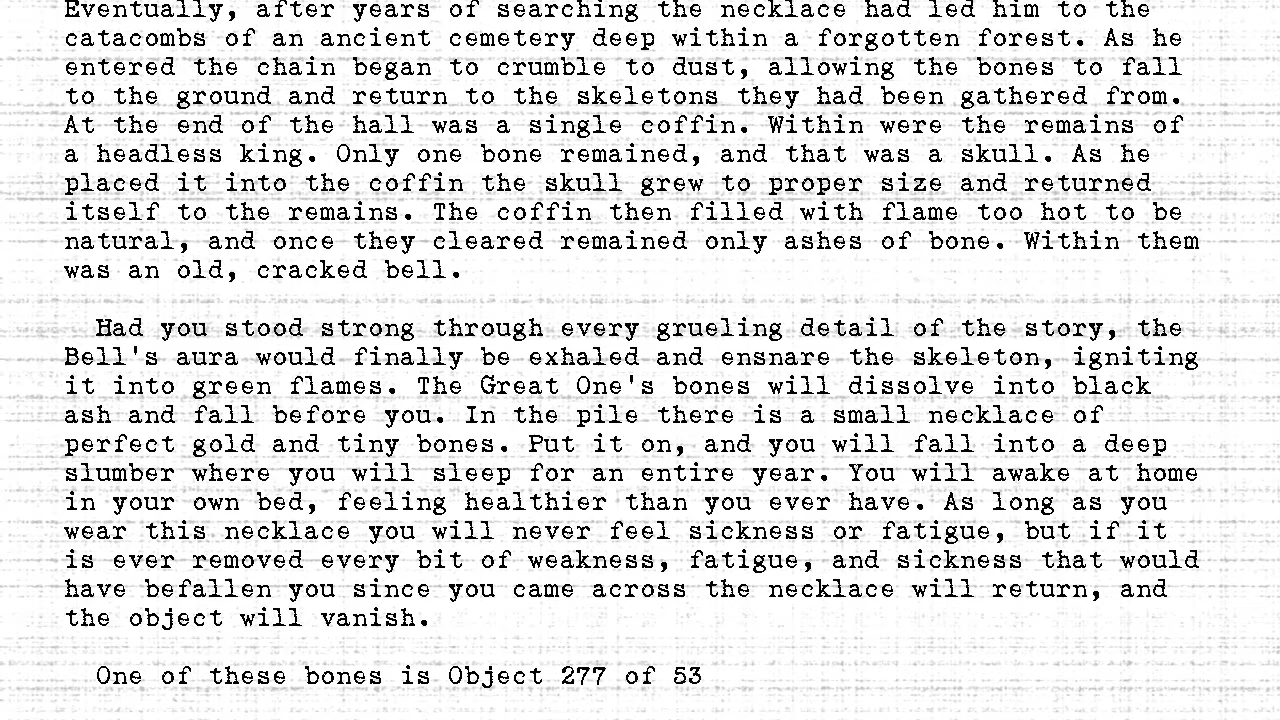 Eventually, after years of searching the necklace had led him to the
catacombs of an ancient cemetery deep within a forgotten forest. As he
entered the chain began to crumble to dust, allowing the bones to fall
to the ground and return to the skeletons they had been gathered from.
At the end of the hall was a single coffin. Within were the remains of
a headless king. Only one bone remained, and that was a skull. As he
placed it into the coffin the skull grew to proper size and returned
itself to the remains. The coffin then filled with flame too hot to be
natural, and once they cleared remained only ashes of bone. Within them
was an old, cracked bell.
Had you stood strong through every grueling detail of the story, the
Bell's aura would finally be exhaled and ensnare the skeleton, igniting
it into green flames. The Great One's bones will dissolve into black
ash and fall before you. In the pile there is a small necklace of
perfect gold and tiny bones. Put it on, and you will fall into a deep
slumber where you will sleep for an entire year. You will awake at home
in your own bed, feeling healthier than you ever have. As long as you
wear this necklace you will never feel sickness or fatigue, but if it
is ever removed every bit of weakness, fatigue, and sickness that would
have befallen you since you came across the necklace will return, and
the object will vanish.
One of these bones is Object 277 of 53